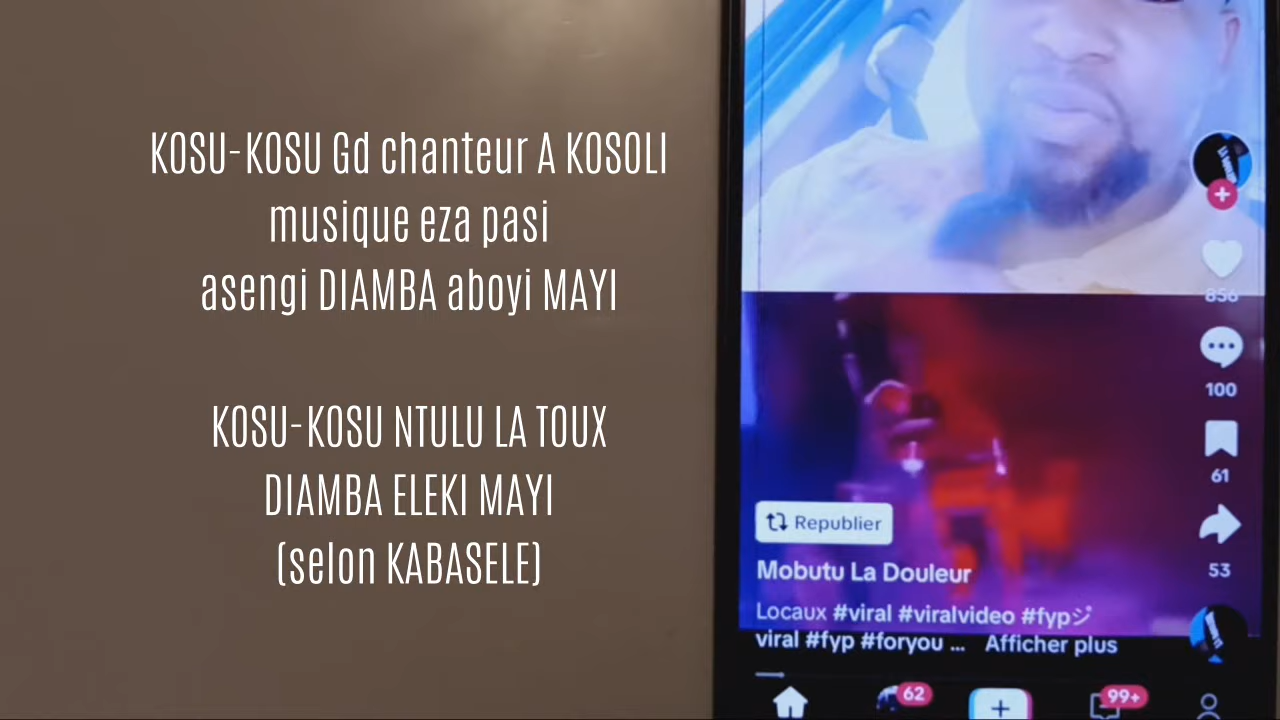 KOSU-KOSU Gd chanteur A KOSOLI
musique eza pasi
asengi DIAMBA aboyi MAYI
KOSU-KOSU NTULU LA TOUX
DIAMBA ELEKI MAYI
(selon KABASELE)
856
100
61
53
Republier
Mobutu La Douleur
Locaux #viral #viralvideo #fypジ
viral #fyp #foryou ... Afficher plus
62
99+